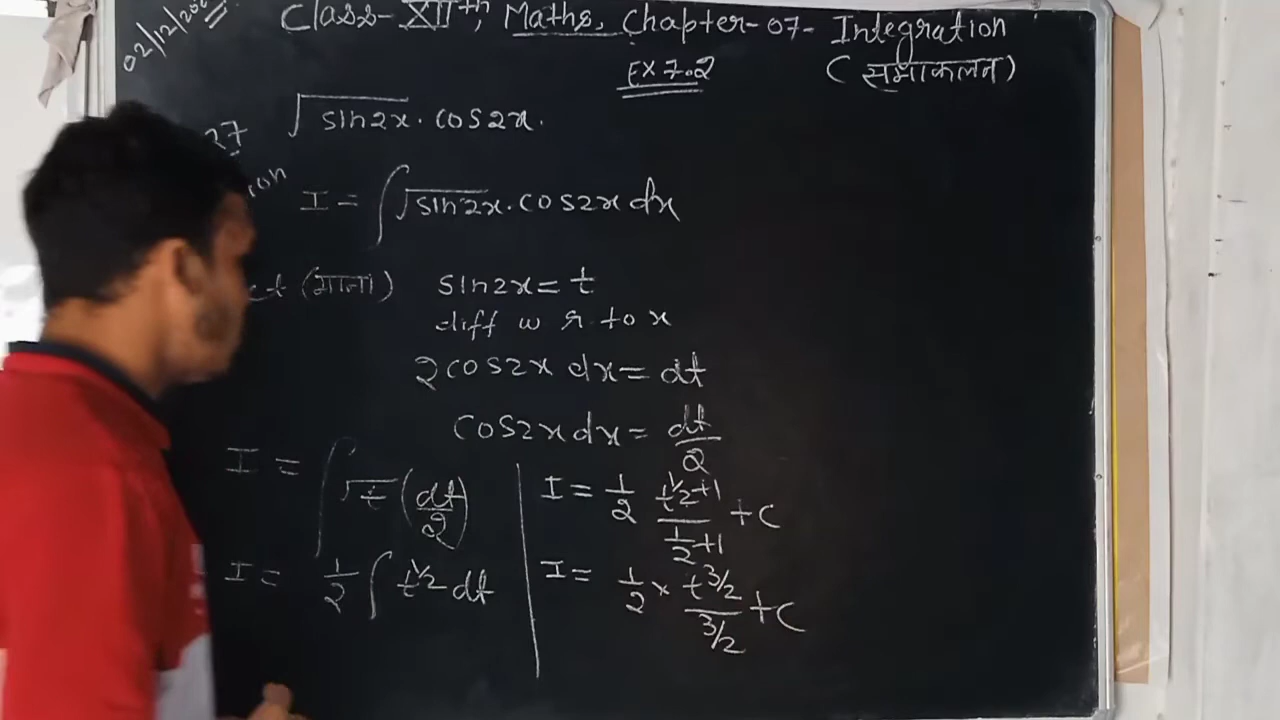 02/12/20
Class-XIIth, Maths, Chapter-07- Integration
Ex 7.2 (समाकलन)
27 √sin2x · cos2x.
I = ∫√sin2x · cos2x dx
(माना) sin2x = t
diff w r to x
2cos2x dx = dt
cos2x dx = dt/2
I = ∫√t (dt/2)
I = 1/2 ∫ t^1/2 dt
I = 1/2 t^1/2+1 / 1/2+1 + c
I = 1/2 × t^3/2 / 3/2 + c